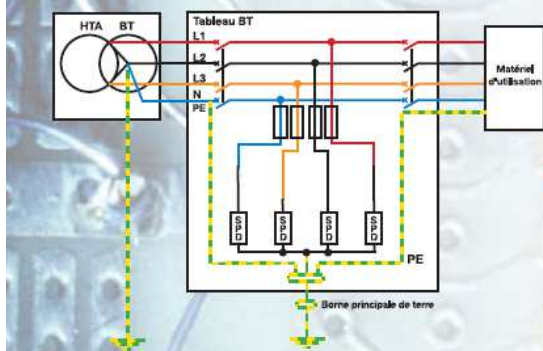 HTA BT
Tableau BT
L1
L2
L3
N
PE
Matériel
d'utilisation
SPD
SPD
SPD
SPD
PE
Borne principale de terre